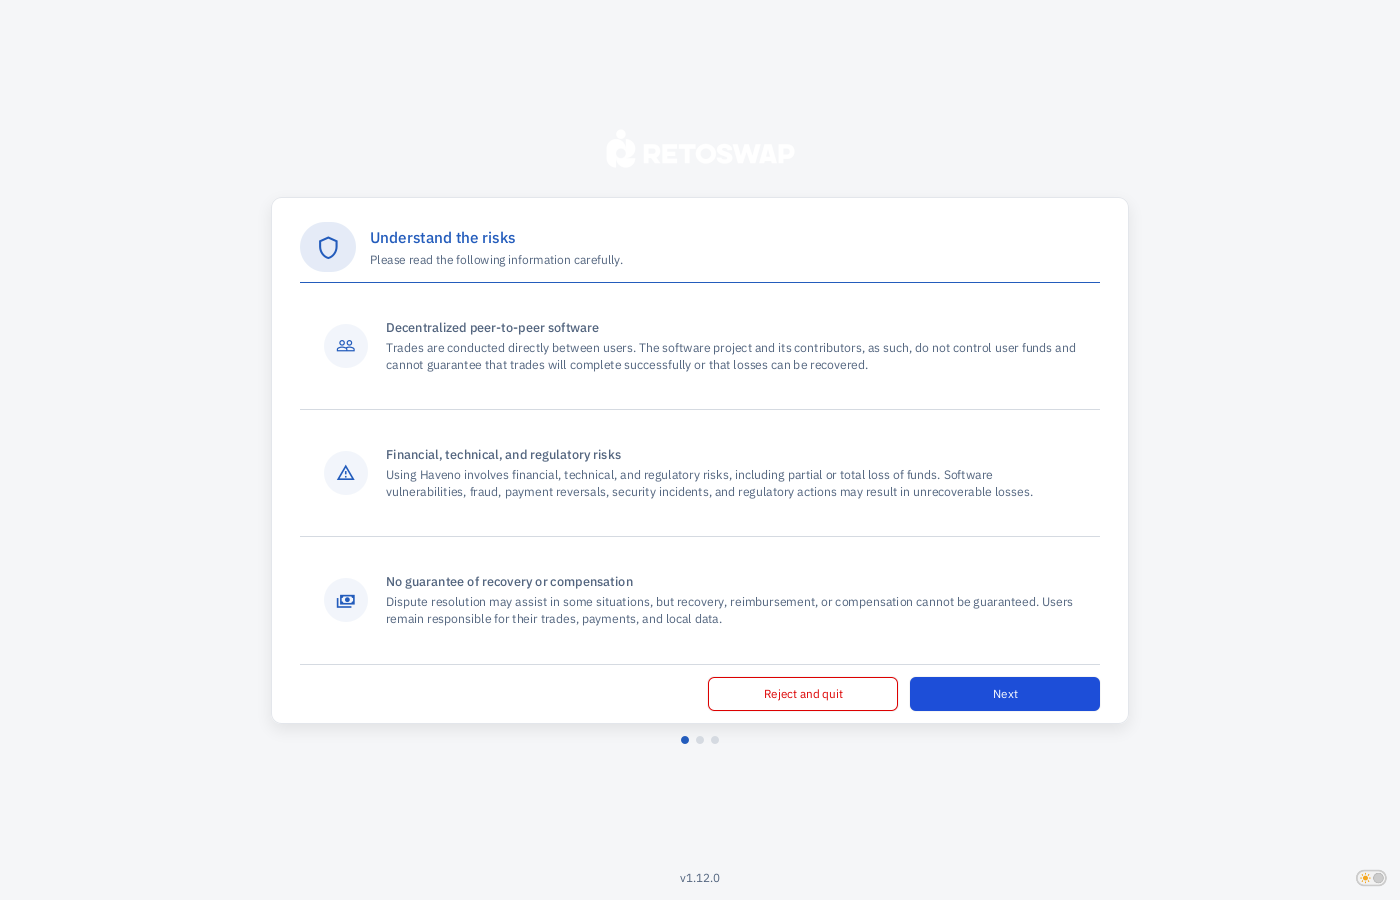 RETOSWAP
Understand the risks
Please read the following information carefully.
Decentralized peer-to-peer software
Trades are conducted directly between users. The software project and its contributors, as such, do not control user funds and
cannot guarantee that trades will complete successfully or that losses can be recovered.
Financial, technical, and regulatory risks
Using Haveno involves financial, technical, and regulatory risks, including partial or total loss of funds. Software
vulnerabilities, fraud, payment reversals, security incidents, and regulatory actions may result in unrecoverable losses.
No guarantee of recovery or compensation
Dispute resolution may assist in some situations, but recovery, reimbursement, or compensation cannot be guaranteed. Users
remain responsible for their trades, payments, and local data.
Reject and quit
Next
v1.12.0